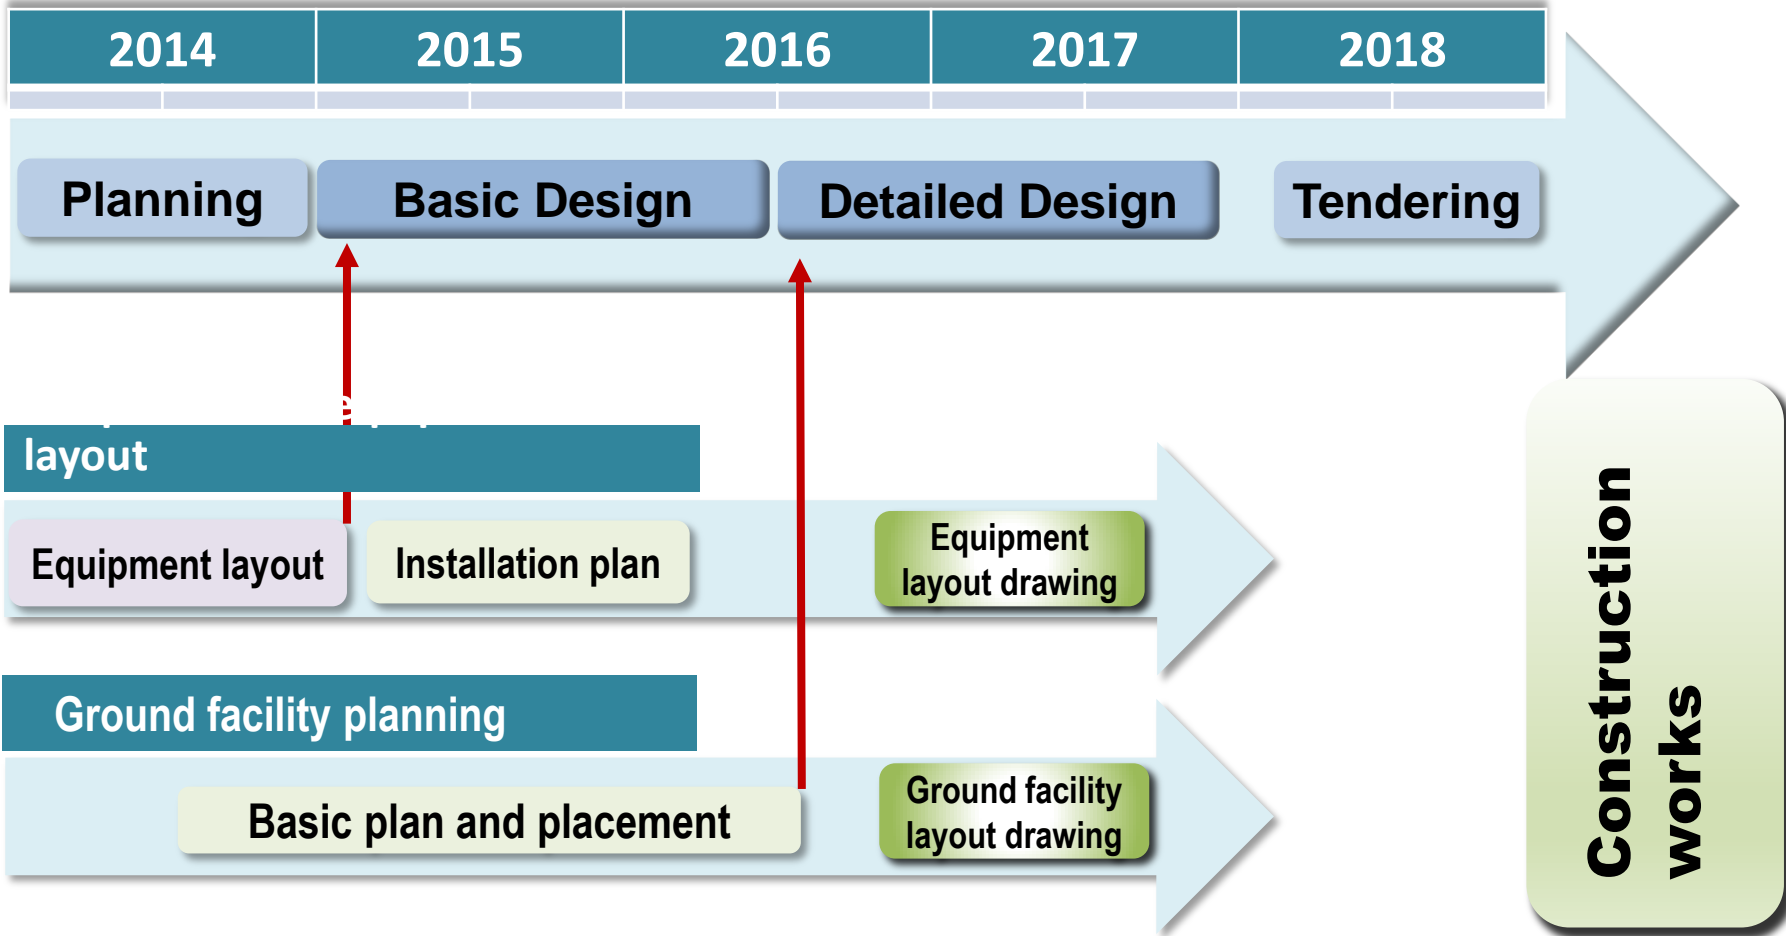 2014 2015 2016 2017 2018
Planning Basic Design Detailed Design Tendering
layout
Equipment layout Installation plan
Equipment
layout drawing
Ground facility planning
Basic plan and placement
Ground facility
layout drawing
Construction
works